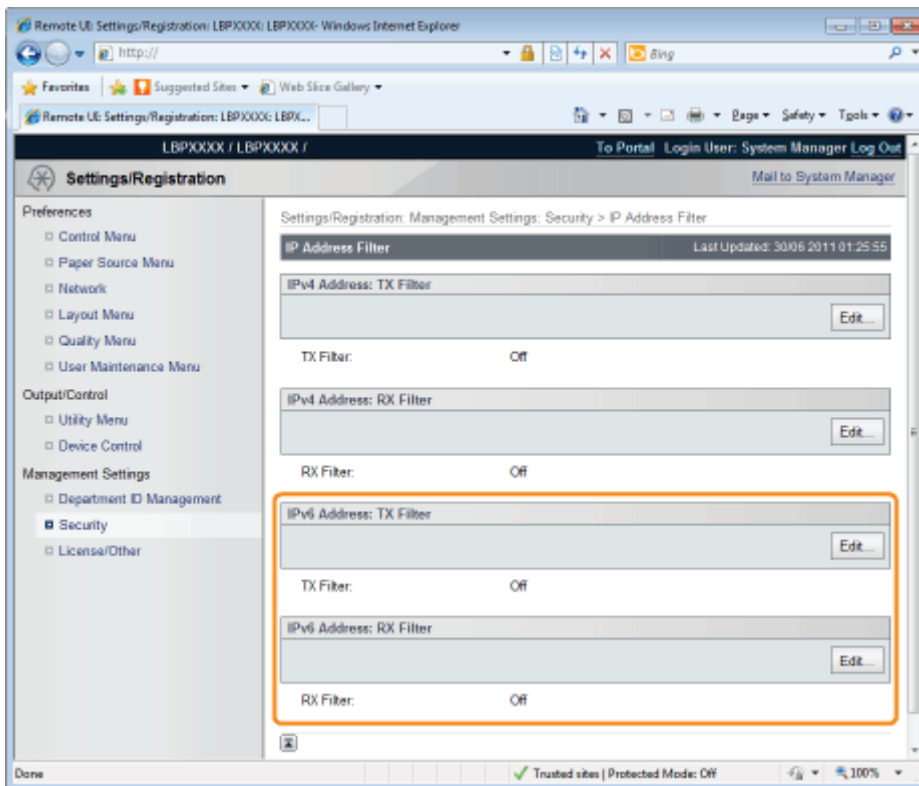 Remote UI: Settings/Registration: LBPXXXX: LBPXXXX- Windows Internet Explorer
http://
Bing
Favorites Suggested Sites Web Slice Gallery
Remote UI: Settings/Registration: LBPXXXX: LBPX... Page Safety Tools
LBPXXXX / LBPXXXX / To Portal Login User: System Manager Log Out
Settings/Registration Mail to System Manager
Preferences
Control Menu
Paper Source Menu
Network
Layout Menu
Quality Menu
User Maintenance Menu
Output/Control
Utility Menu
Device Control
Management Settings
Department ID Management
Security
License/Other
Settings/Registration: Management Settings: Security > IP Address Filter
IP Address Filter Last Updated: 30/06 2011 01:25:55
IPv4 Address: TX Filter
Edit...
TX Filter: Off
IPv4 Address: RX Filter
Edit...
RX Filter: Off
IPv6 Address: TX Filter
Edit...
TX Filter: Off
IPv6 Address: RX Filter
Edit...
RX Filter: Off
Done Trusted sites | Protected Mode: Off 100%